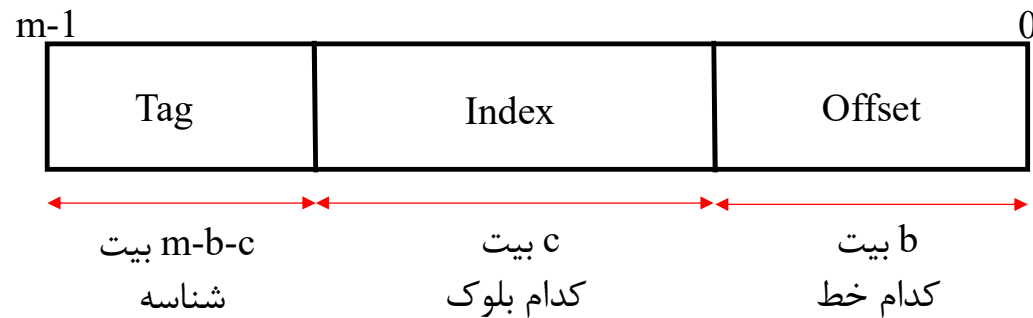 m-1 0
Tag Index Offset
m-b-c بیت c بیت b بیت
شناسه کدام بلوک کدام خط